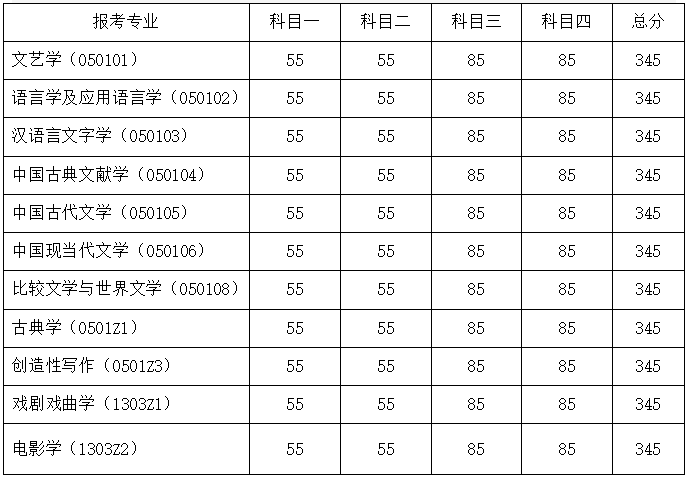 报考专业 科目一 科目二 科目三 科目四 总分
文艺学（050101） 55 55 85 85 345
语言学及应用语言学（050102） 55 55 85 85 345
汉语言文字学（050103） 55 55 85 85 345
中国古典文献学（050104） 55 55 85 85 345
中国古代文学（050105） 55 55 85 85 345
中国现当代文学（050106） 55 55 85 85 345
比较文学与世界文学（050108） 55 55 85 85 345
古典学（0501Z1） 55 55 85 85 345
创造性写作（0501Z3） 55 55 85 85 345
戏剧戏曲学（1303Z1） 55 55 85 85 345
电影学（1303Z2） 55 55 85 85 345